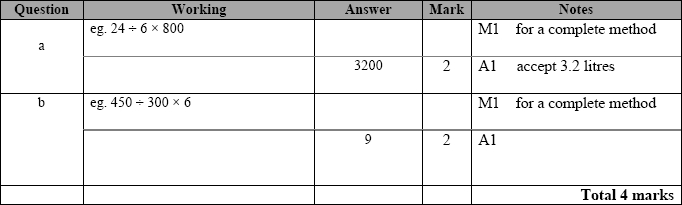 Question Working Answer Mark Notes
a eg. 24 ÷ 6 × 800 M1 for a complete method
3200 2 A1 accept 3.2 litres
b eg. 450 ÷ 300 × 6 M1 for a complete method
9 2 A1
Total 4 marks